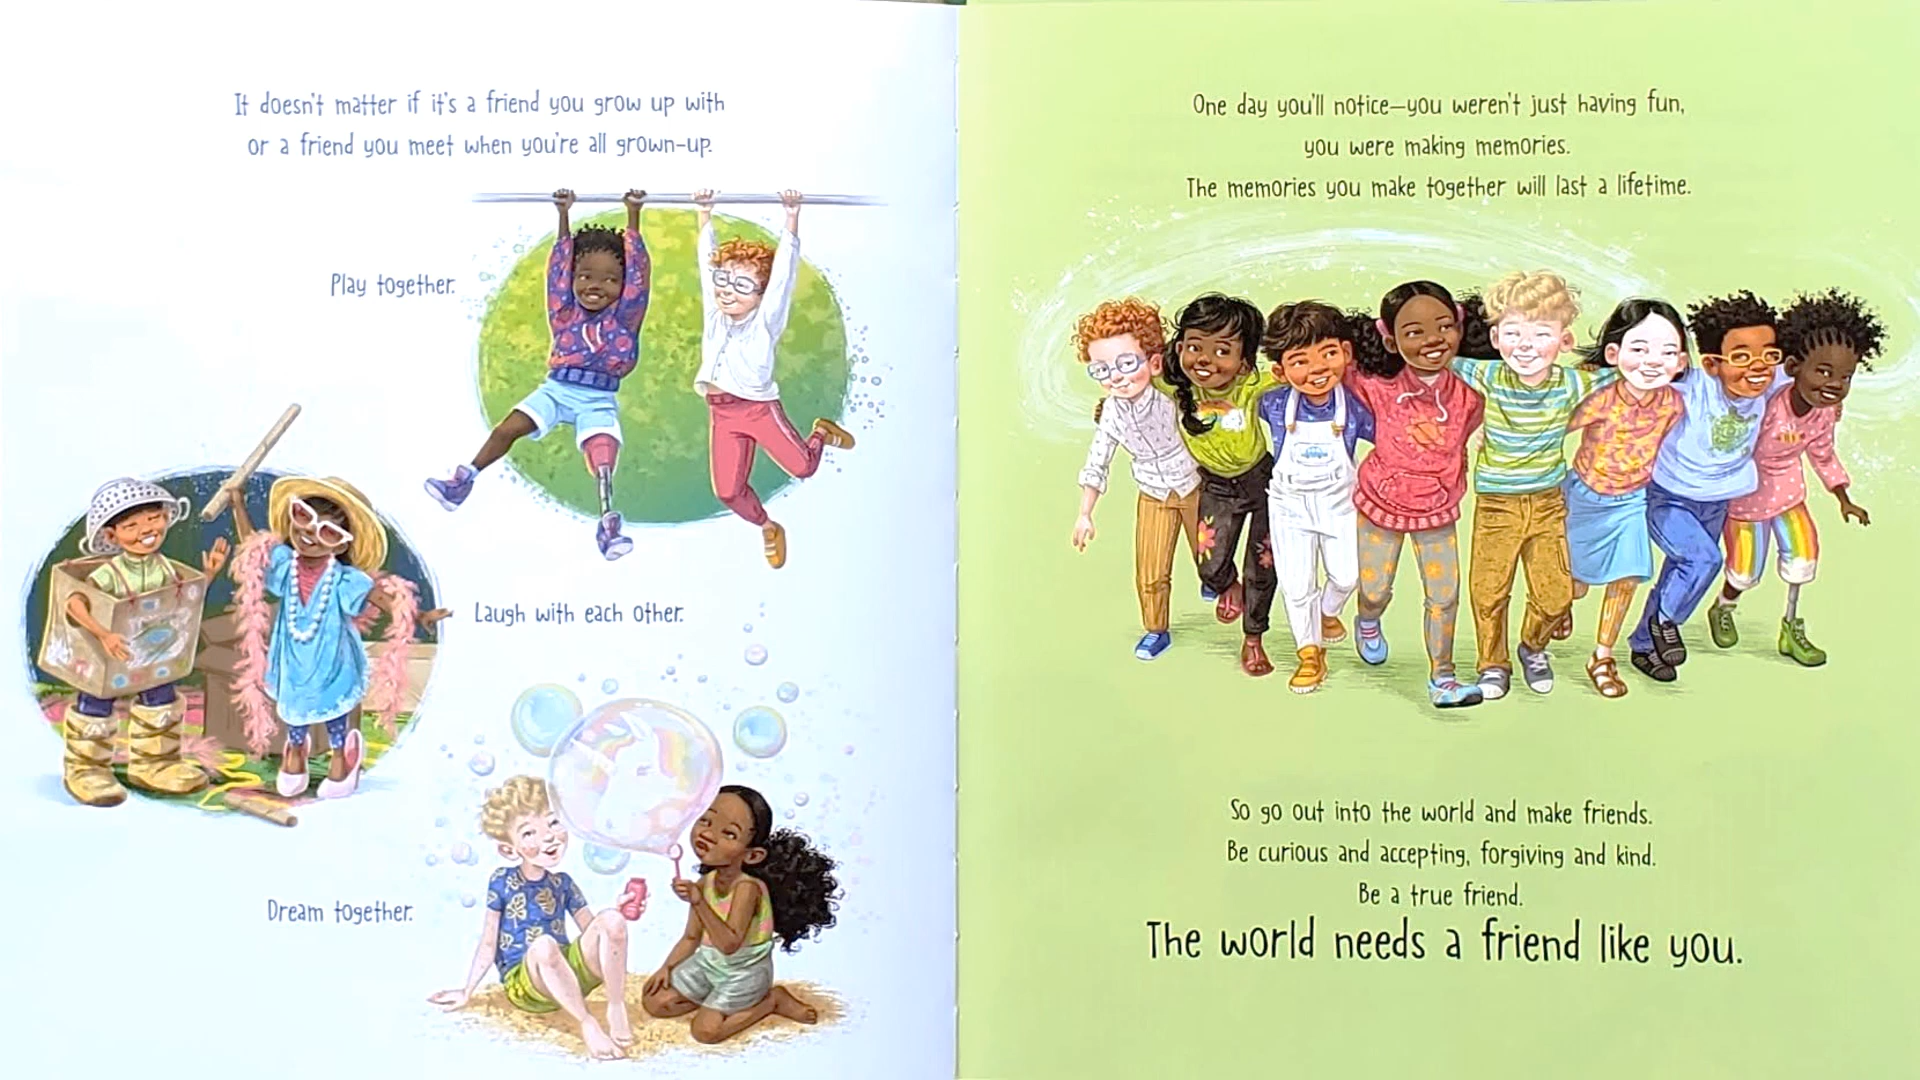 It doesn't matter if it's a friend you grow up with
or a friend you meet when you're all grown-up.
Play together.
Laugh with each other.
Dream together.
One day you'll notice—you weren't just having fun,
you were making memories.
The memories you make together will last a lifetime.
So go out into the world and make friends.
Be curious and accepting, forgiving and kind.
Be a true friend.
The world needs a friend like you.